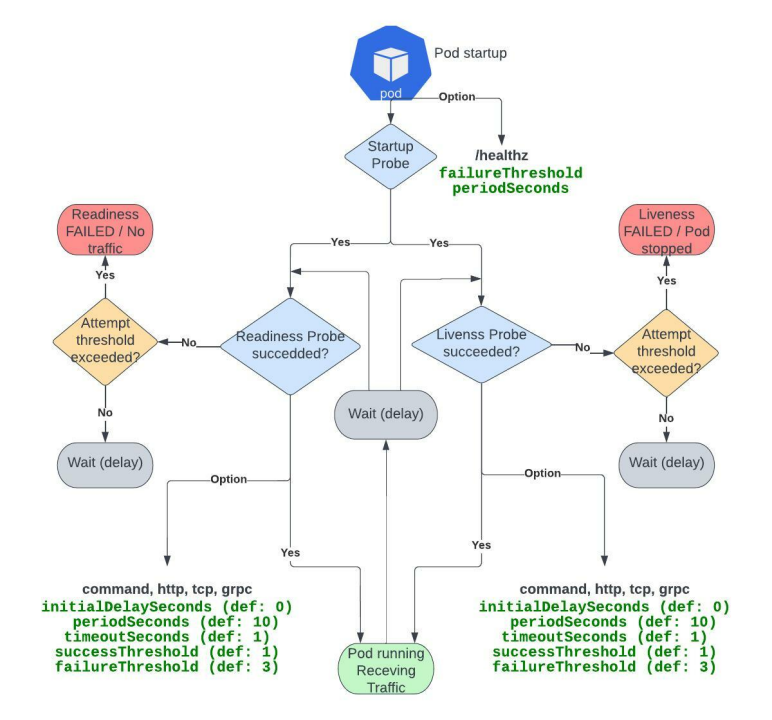 Pod startup
pod
Option
Startup
Probe
/healthz
failureThreshold
periodSeconds
Readiness
FAILED / No
traffic
Liveness
FAILED / Pod
stopped
Yes
Yes
Yes
Yes
Attempt
threshold
exceeded?
No
Readiness Probe
succedded?
Livenss Probe
succeeded?
No
Attempt
threshold
exceeded?
No
Wait (delay)
No
Wait (delay)
Wait (delay)
Option
Option
Yes
Yes
command, http, tcp, grpc
initialDelaySeconds (def: 0)
periodSeconds (def: 10)
timeoutSeconds (def: 1)
successThreshold (def: 1)
failureThreshold (def: 3)
command, http, tcp, grpc
initialDelaySeconds (def: 0)
periodSeconds (def: 10)
timeoutSeconds (def: 1)
successThreshold (def: 1)
failureThreshold (def: 3)
Pod running
Receving
Traffic